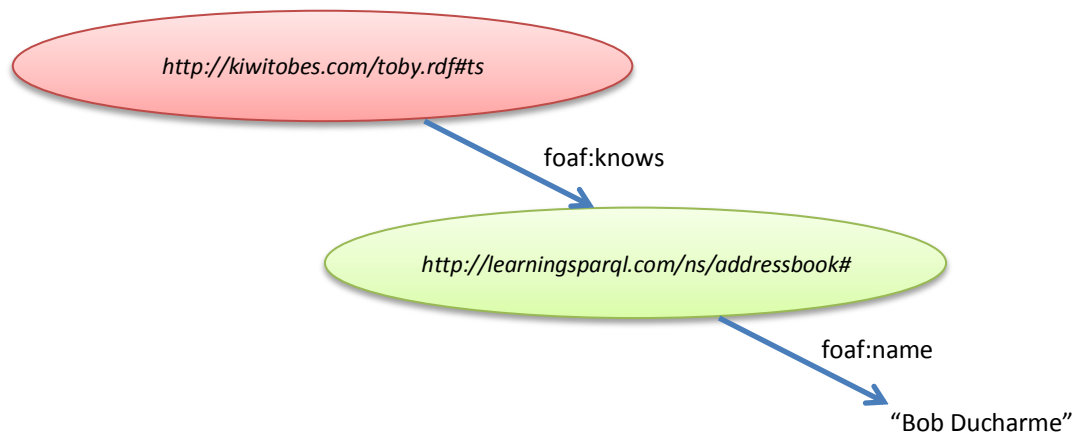 http://kiwitobes.com/toby.rdf#ts
foaf:knows
http://learningsparql.com/ns/addressbook#
foaf:name
“Bob Ducharme”